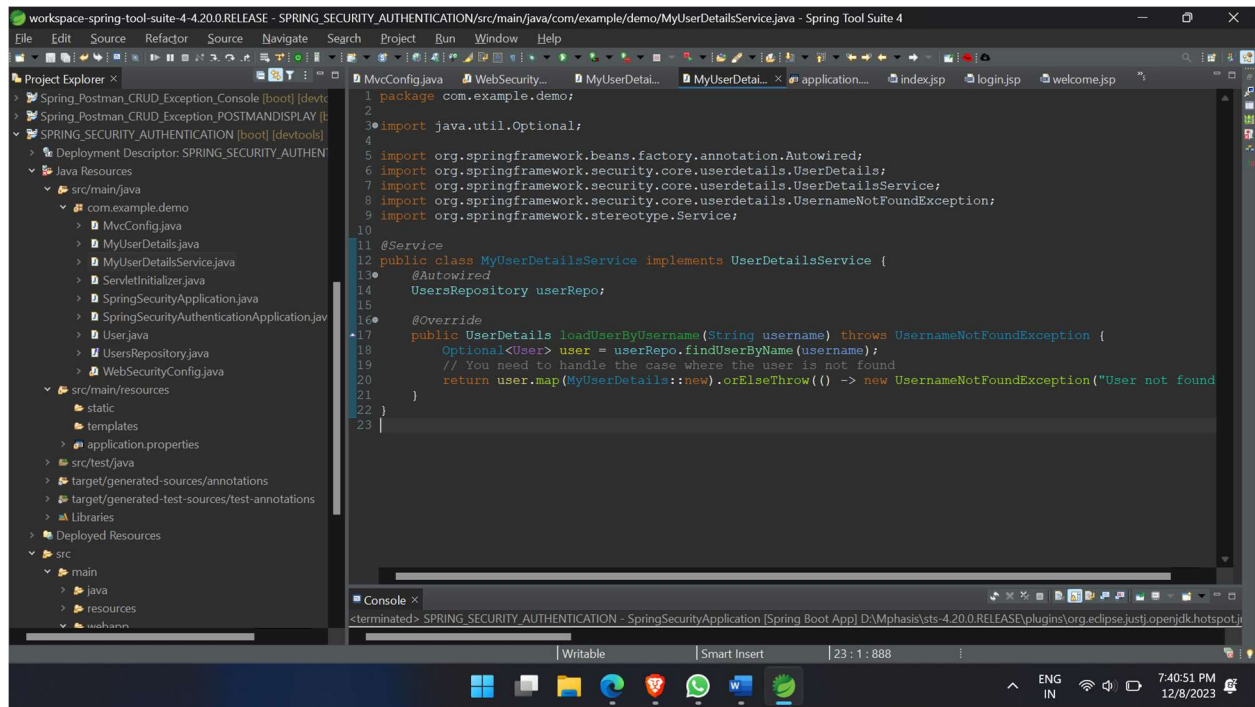 workspace-spring-tool-suite-4-4.20.0.RELEASE - SPRING_SECURITY_AUTHENTICATION/src/main/java/com/example/demo/MyUserDetailsService.java - Spring Tool Suite 4
File Edit Source Refactor Source Navigate Search Project Run Window Help
Project Explorer
MvcConfig.java WebSecurity... MyUserDetai... MyUserDetai... application.... index.jsp login.jsp welcome.jsp
Spring_Postman_CRUD_Exception_Console [boot] [devto
Spring_Postman_CRUD_Exception_POSTMANDISPLAY [b
SPRING_SECURITY_AUTHENTICATION [boot] [devtools]
Deployment Descriptor: SPRING_SECURITY_AUTHEN
Java Resources
src/main/java
com.example.demo
MvcConfig.java
MyUserDetails.java
MyUserDetailsService.java
ServletInitializer.java
SpringSecurityApplication.java
SpringSecurityAuthenticationApplication.jav
User.java
UsersRepository.java
WebSecurityConfig.java
src/main/resources
static
templates
application.properties
src/test/java
target/generated-sources/annotations
target/generated-test-sources/test-annotations
Libraries
Deployed Resources
src
main
java
resources
webapp
1 package com.example.demo;
2
3 import java.util.Optional;
4
5 import org.springframework.beans.factory.annotation.Autowired;
6 import org.springframework.security.core.userdetails.UserDetails;
7 import org.springframework.security.core.userdetails.UserDetailsService;
8 import org.springframework.security.core.userdetails.UsernameNotFoundException;
9 import org.springframework.stereotype.Service;
10
11 @Service
12 public class MyUserDetailsService implements UserDetailsService {
13 @Autowired
14 UsersRepository userRepo;
15
16 @Override
17 public UserDetails loadUserByUsername(String username) throws UsernameNotFoundException {
18 Optional<User> user = userRepo.findUserByName(username);
19 // You need to handle the case where the user is not found
20 return user.map(MyUserDetails::new).orElseThrow(() -> new UsernameNotFoundException("User not found
21 }
22 }
23
Console
<terminated> SPRING_SECURITY_AUTHENTICATION - SpringSecurityApplication [Spring Boot App] D:\Mphasis\sts-4.20.0.RELEASE\plugins\org.eclipse.justj.openjdk.hotspot.j
Writable Smart Insert 23 : 1 : 888
ENG
IN
7:40:51 PM
12/8/2023